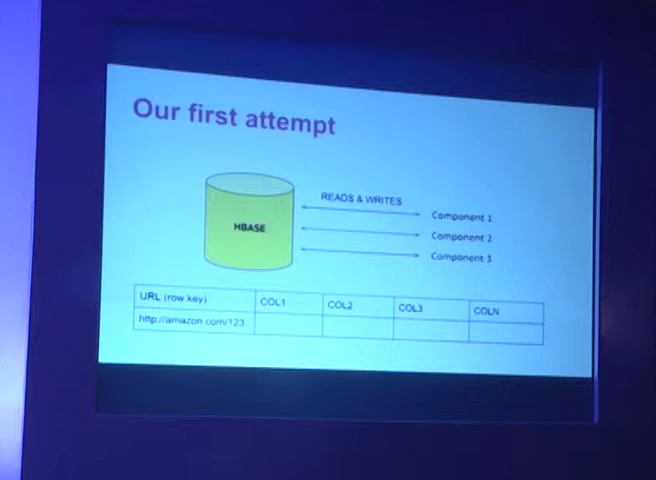 Our first attempt
READS & WRITES
HBASE
Component 1
Component 2
Component 3
URL (row key) COL1 COL2 COL3 COLN
http://amazon.com/123